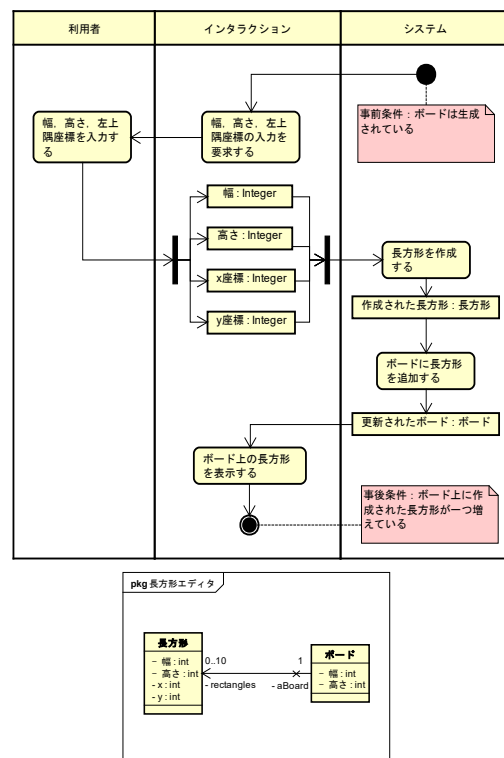 利用者
インタラクション
システム
幅，高さ，左上
隅座標を入力す
る
幅，高さ，左上
隅座標の入力を
要求する
事前条件：ボードは生成
されている
幅 : Integer
高さ : Integer
x座標 : Integer
y座標 : Integer
長方形を作成
する
作成された長方形 : 長方形
ボードに長方形
を追加する
更新されたボード : ボード
ボード上の長方形
を表示する
事後条件：ボード上に作
成された長方形が一つ増
えている
pkg 長方形エディタ
長方形
- 幅 : int
- 高さ : int
- x : int
- y : int
0..10
- rectangles
1
- aBoard
ボード
- 幅 : int
- 高さ : int